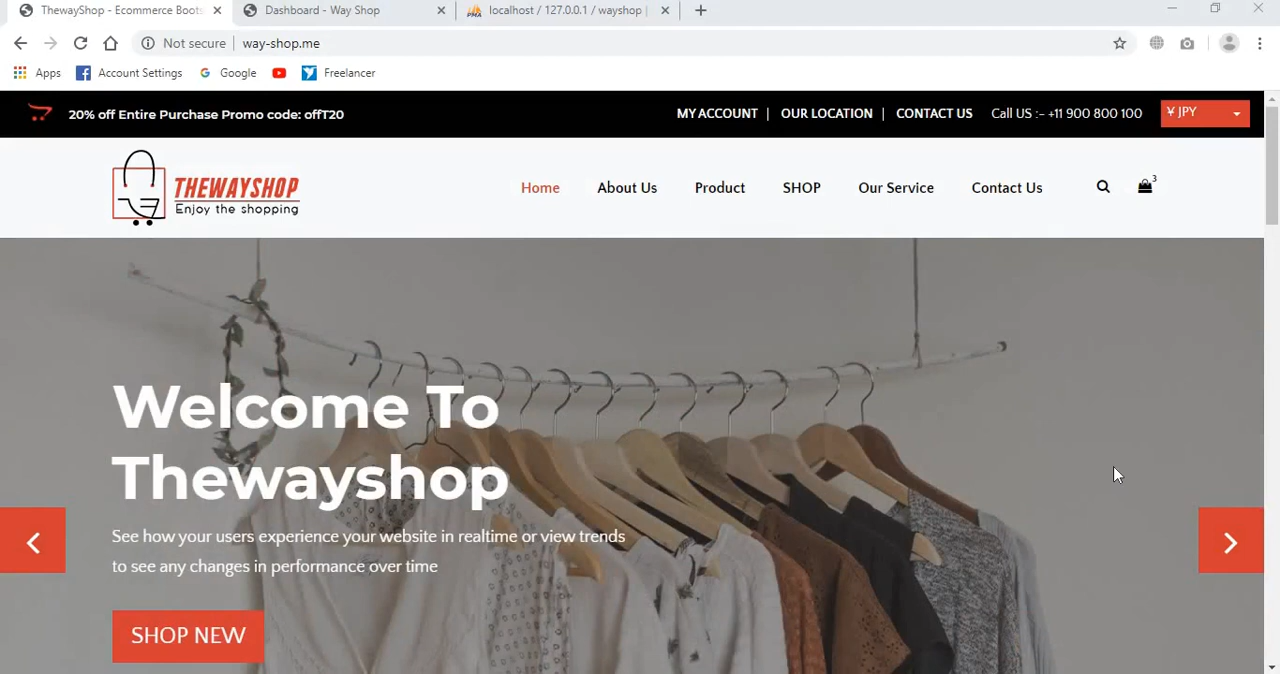 ThewayShop - Ecommerce Boots
Dashboard - Way Shop
localhost / 127.0.0.1 / wayshop |
Not secure
way-shop.me
Apps
Account Settings
Google
Freelancer
20% off Entire Purchase Promo code: offT20
MY ACCOUNT | OUR LOCATION | CONTACT US
Call US :- +11 900 800 100
¥ JPY
THEWAYSHOP
Enjoy the shopping
Home
About Us
Product
SHOP
Our Service
Contact Us
3
Welcome To
Thewayshop
See how your users experience your website in realtime or view trends
to see any changes in performance over time
SHOP NEW